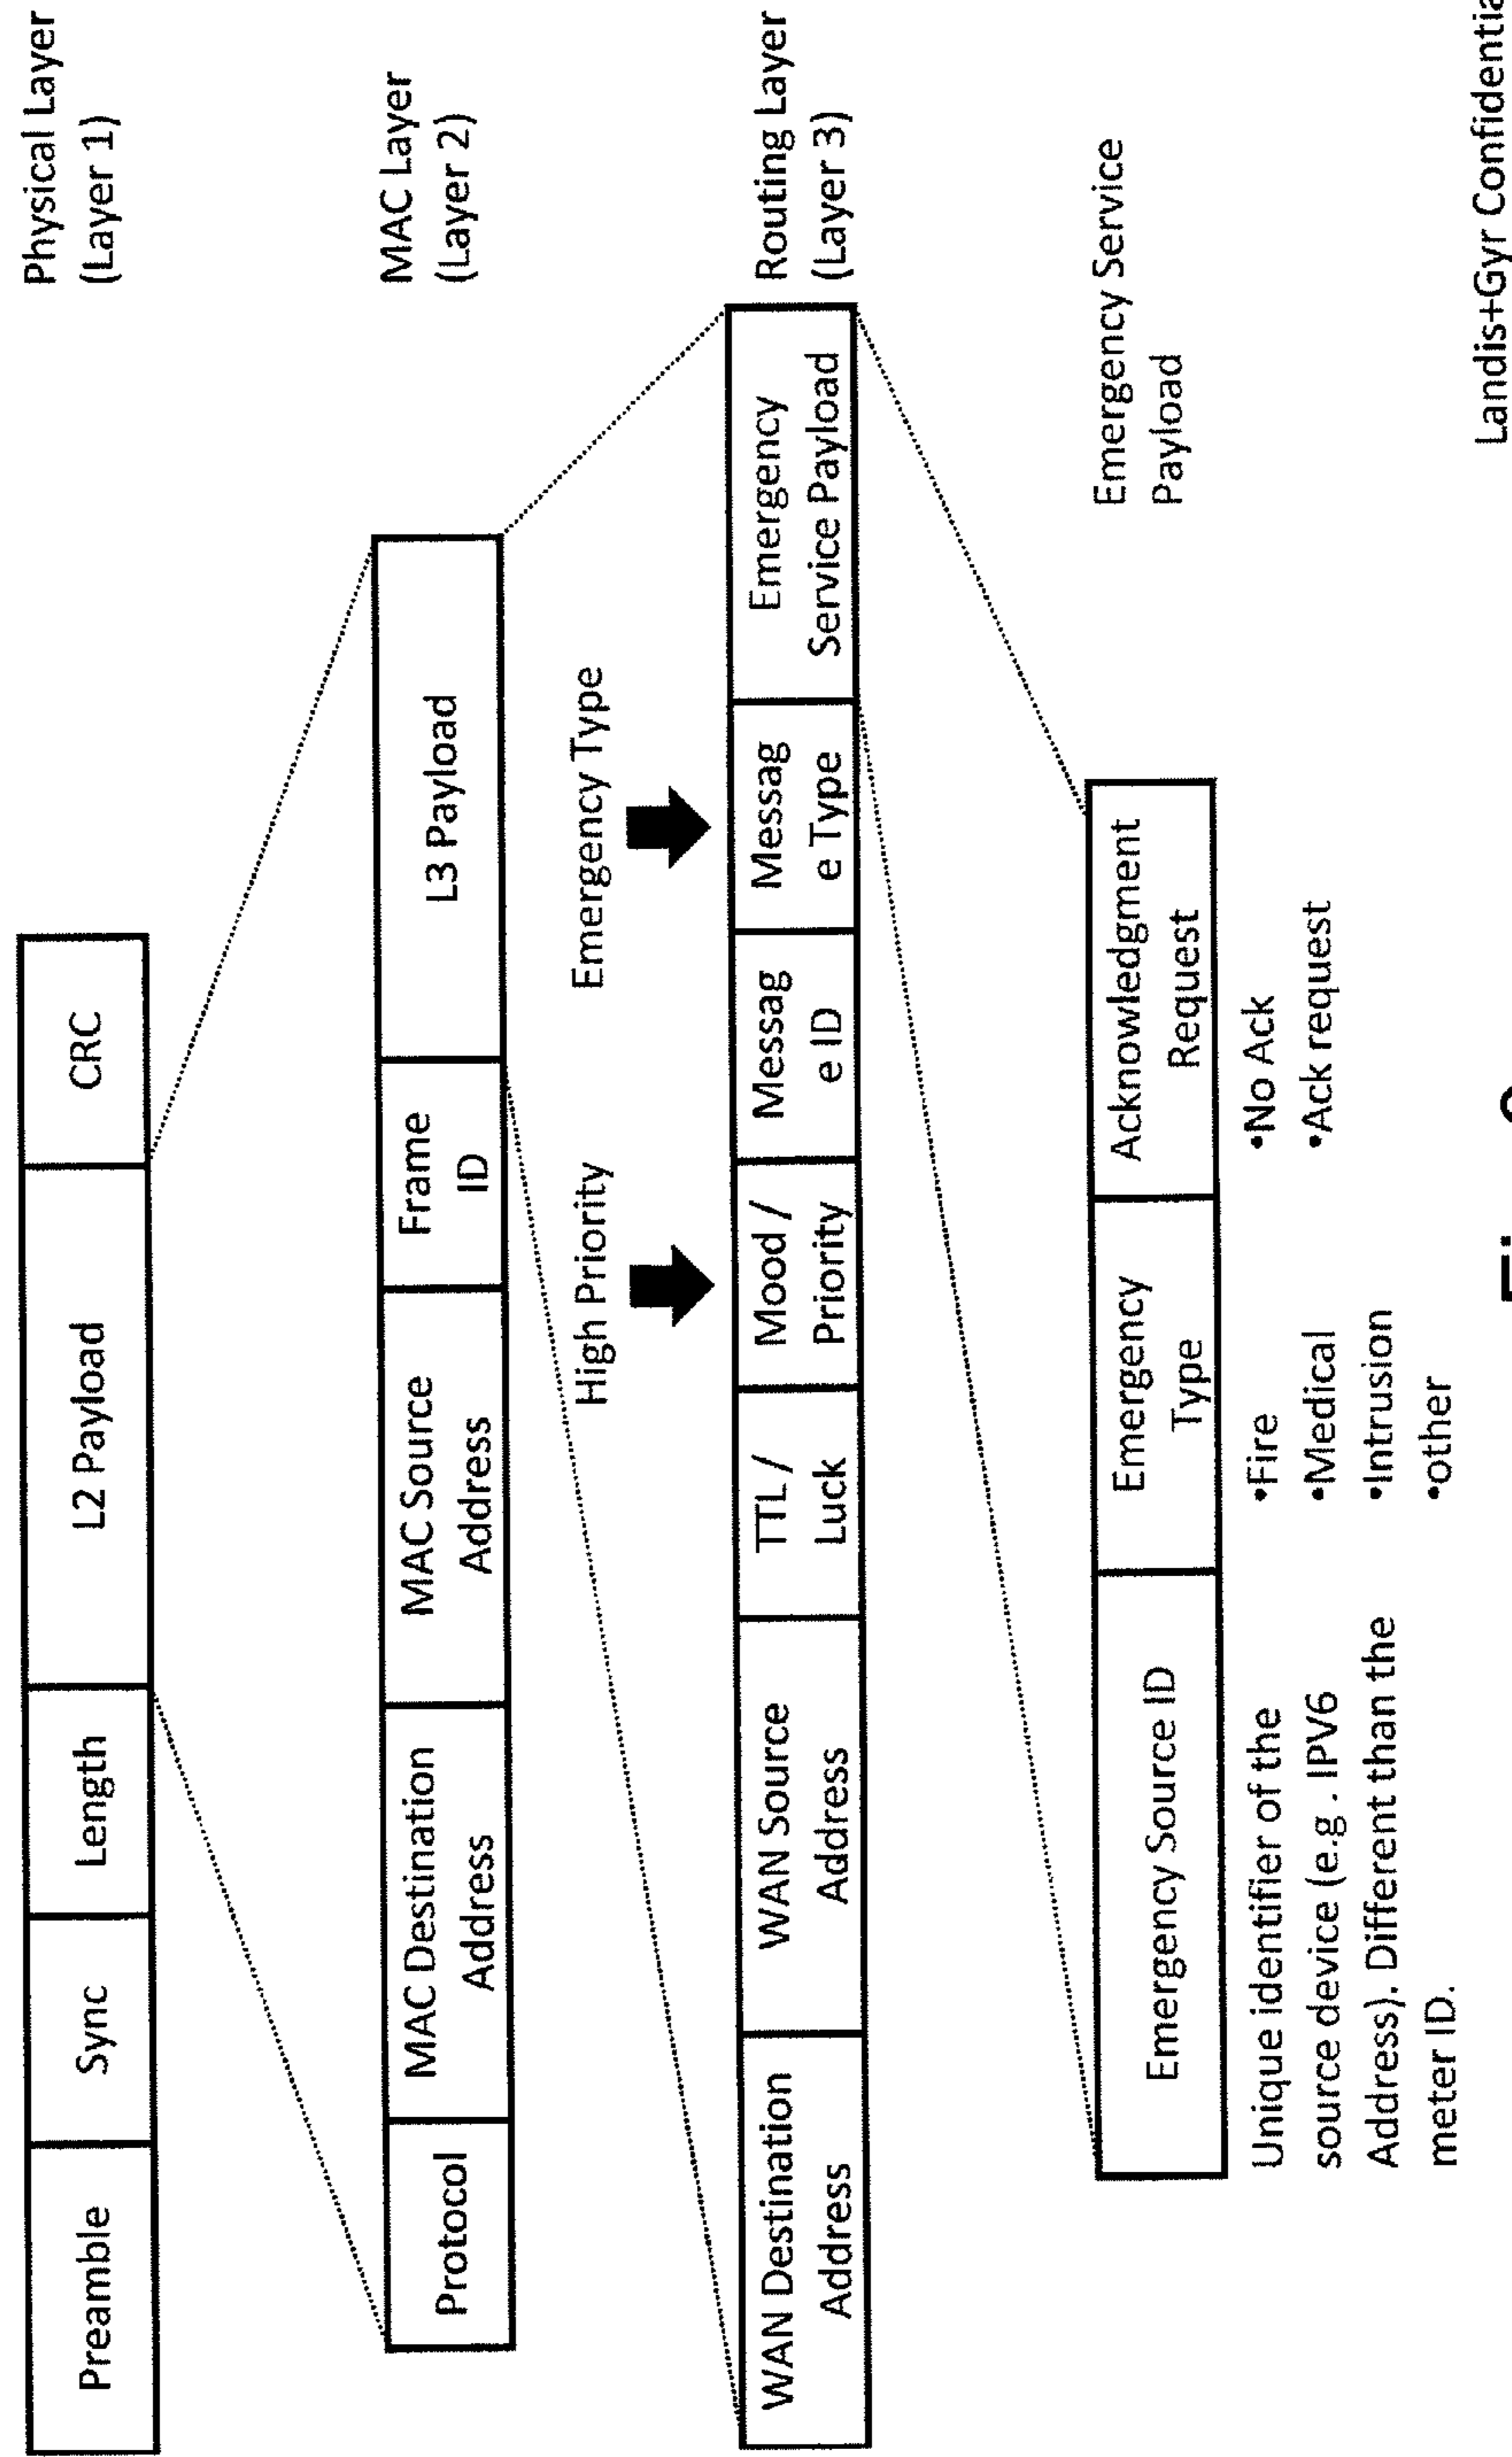 Preamble
Sync
Length
L2 Payload
CRC
Physical Layer
(Layer 1)
Protocol
MAC Destination
Address
MAC Source
Address
Frame
ID
L3 Payload
MAC Layer
(Layer 2)
High Priority
Emergency Type
WAN Destination
Address
WAN Source
Address
TTL /
Luck
Mood /
Priority
Messag
e ID
Messag
e Type
Emergency
Service Payload
Routing Layer
(Layer 3)
Emergency Source ID
Emergency
Type
Acknowledgment
Request
Emergency Service
Payload
Unique identifier of the
source device (e.g . IPV6
Address). Different than the
meter ID.
•Fire
•Medical
•Intrusion
•other
•No Ack
•Ack request
Landis+Gyr Confidentia